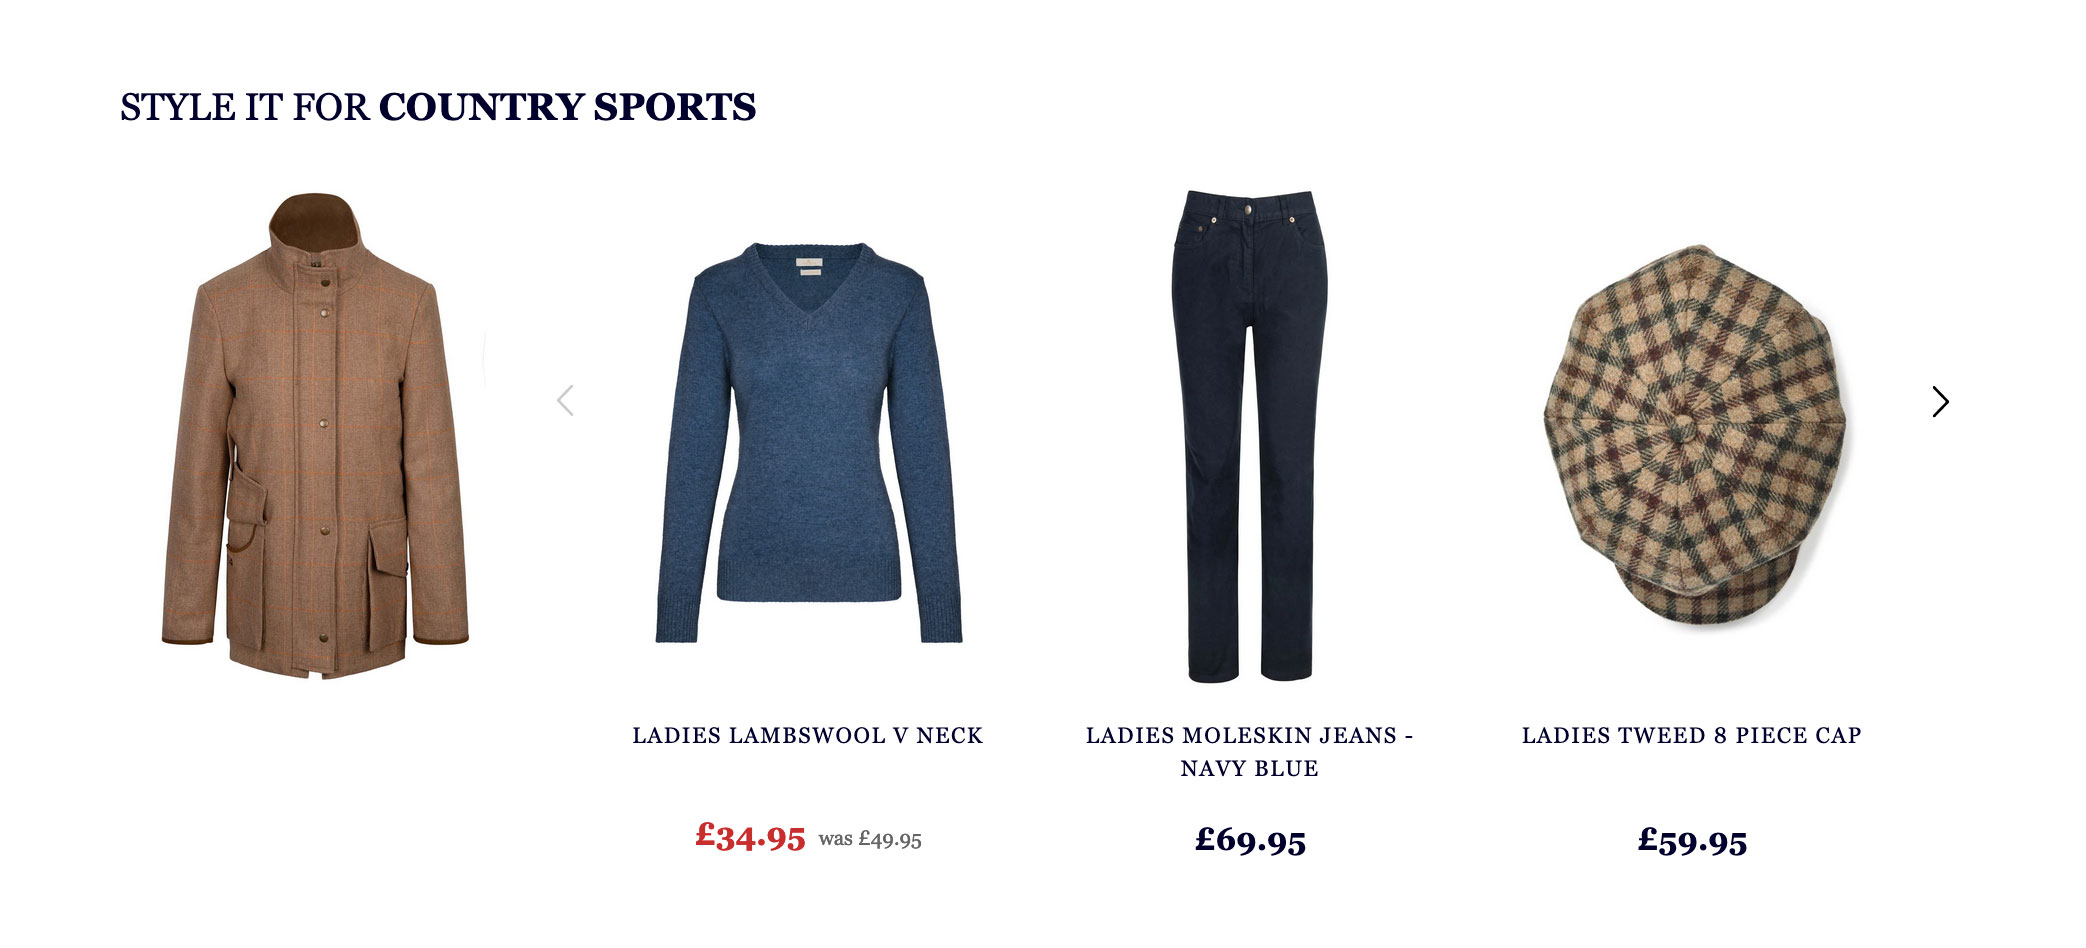 STYLE IT FOR COUNTRY SPORTS
LADIES LAMBSWOOL V NECK
£34.95 was £49.95
LADIES MOLESKIN JEANS -
NAVY BLUE
£69.95
LADIES TWEED 8 PIECE CAP
£59.95